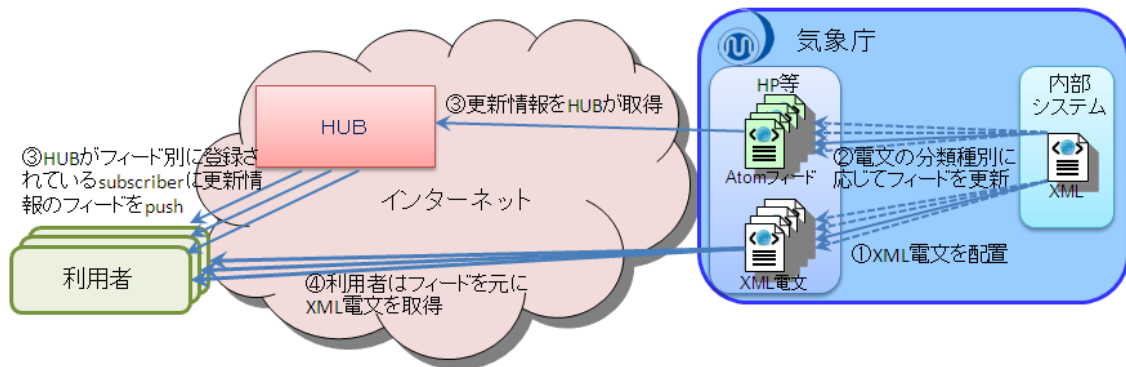 気象庁
HP等
内部
システム
③更新情報をHUBが取得
HUB
③HUBがフィード別に登録さ
れているsubscriberに更新情
報のフィードをpush
②電文の分類種別に
応じてフィードを更新
Atomフィード
XML
インターネット
利用者
①XML電文を配置
XML電文
④利用者はフィードを元に
XML電文を取得